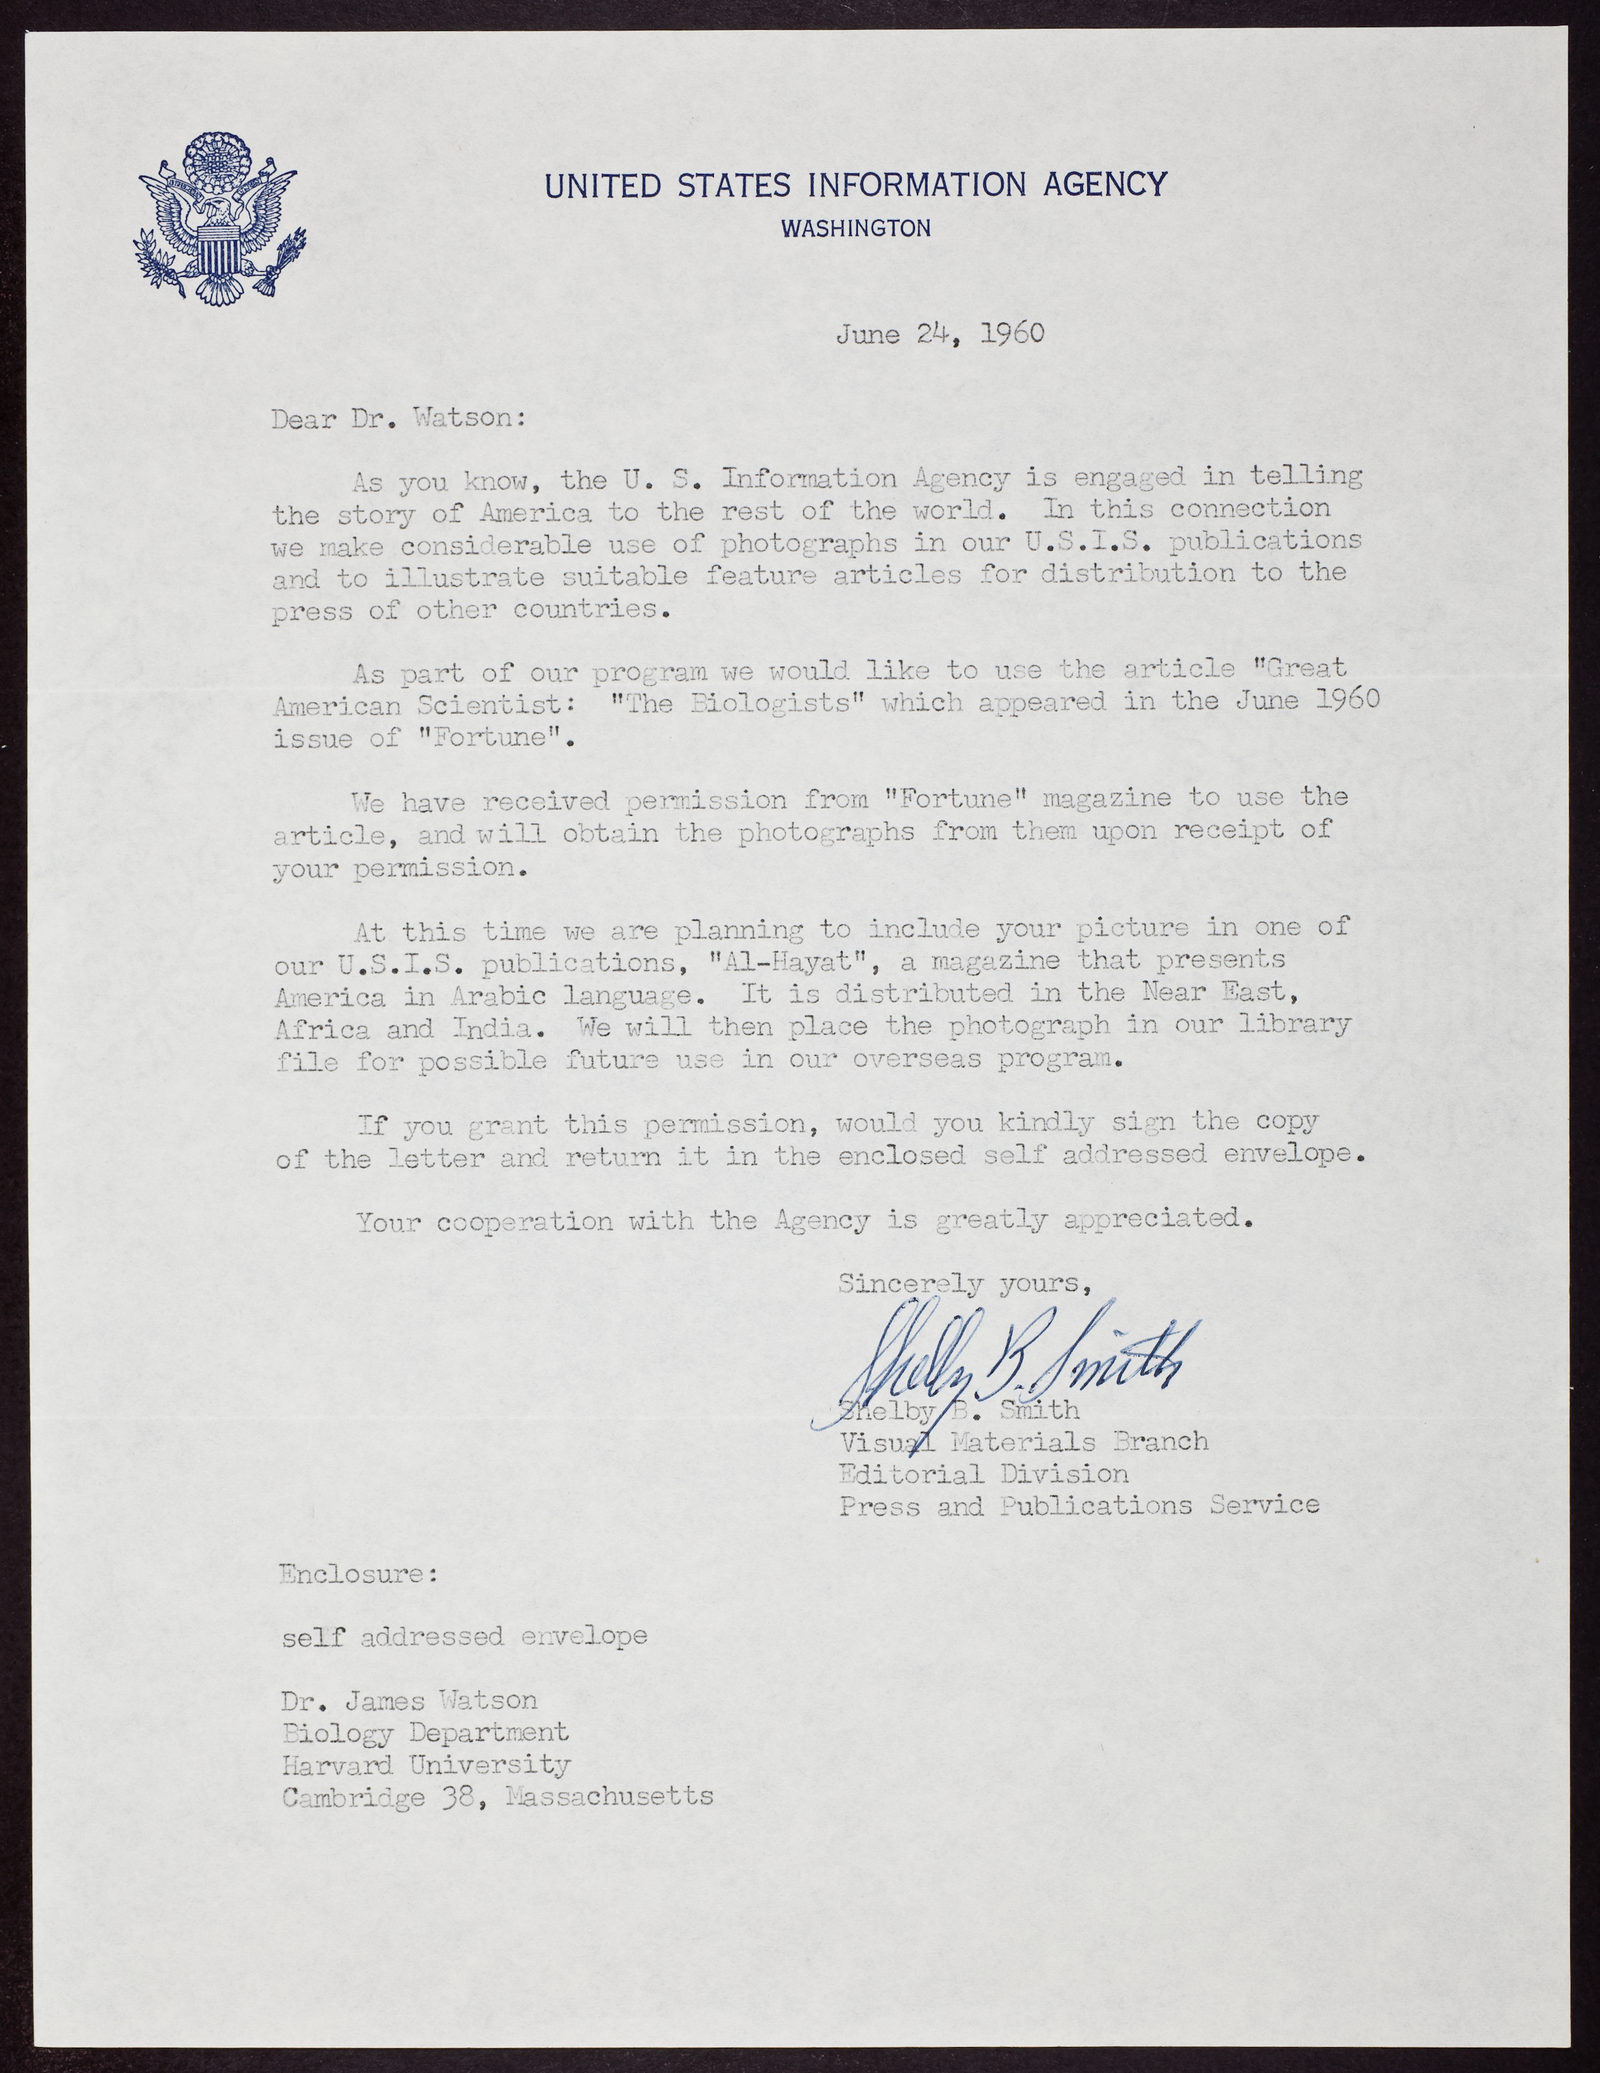 UNITED STATES INFORMATION AGENCY
WASHINGTON
June 24, 1960
Dear Dr. Watson:
As you know, the U. S. Information Agency is engaged in telling
the story of America to the rest of the world. In this connection
we make considerable use of photographs in our U.S.I.S. publications
and to illustrate suitable feature articles for distribution to the
press of other countries.
As part of our program we would like to use the article "Great
American Scientist: "The Biologists" which appeared in the June 1960
issue of "Fortune".
We have received permission from "Fortune" magazine to use the
article, and will obtain the photographs from them upon receipt of
your permission.
At this time we are planning to include your picture in one of
our U.S.I.S. publications, "Al-Hayat", a magazine that presents
America in Arabic language. It is distributed in the Near East,
Africa and India. We will then place the photograph in our library
file for possible future use in our overseas program.
If you grant this permission, would you kindly sign the copy
of the letter and return it in the enclosed self addressed envelope.
Your cooperation with the Agency is greatly appreciated.
Sincerely yours,
Shelby B. Smith
Shelby B. Smith
Visual Materials Branch
Editorial Division
Press and Publications Service
Enclosure:
self addressed envelope
Dr. James Watson
Biology Department
Harvard University
Cambridge 38, Massachusetts